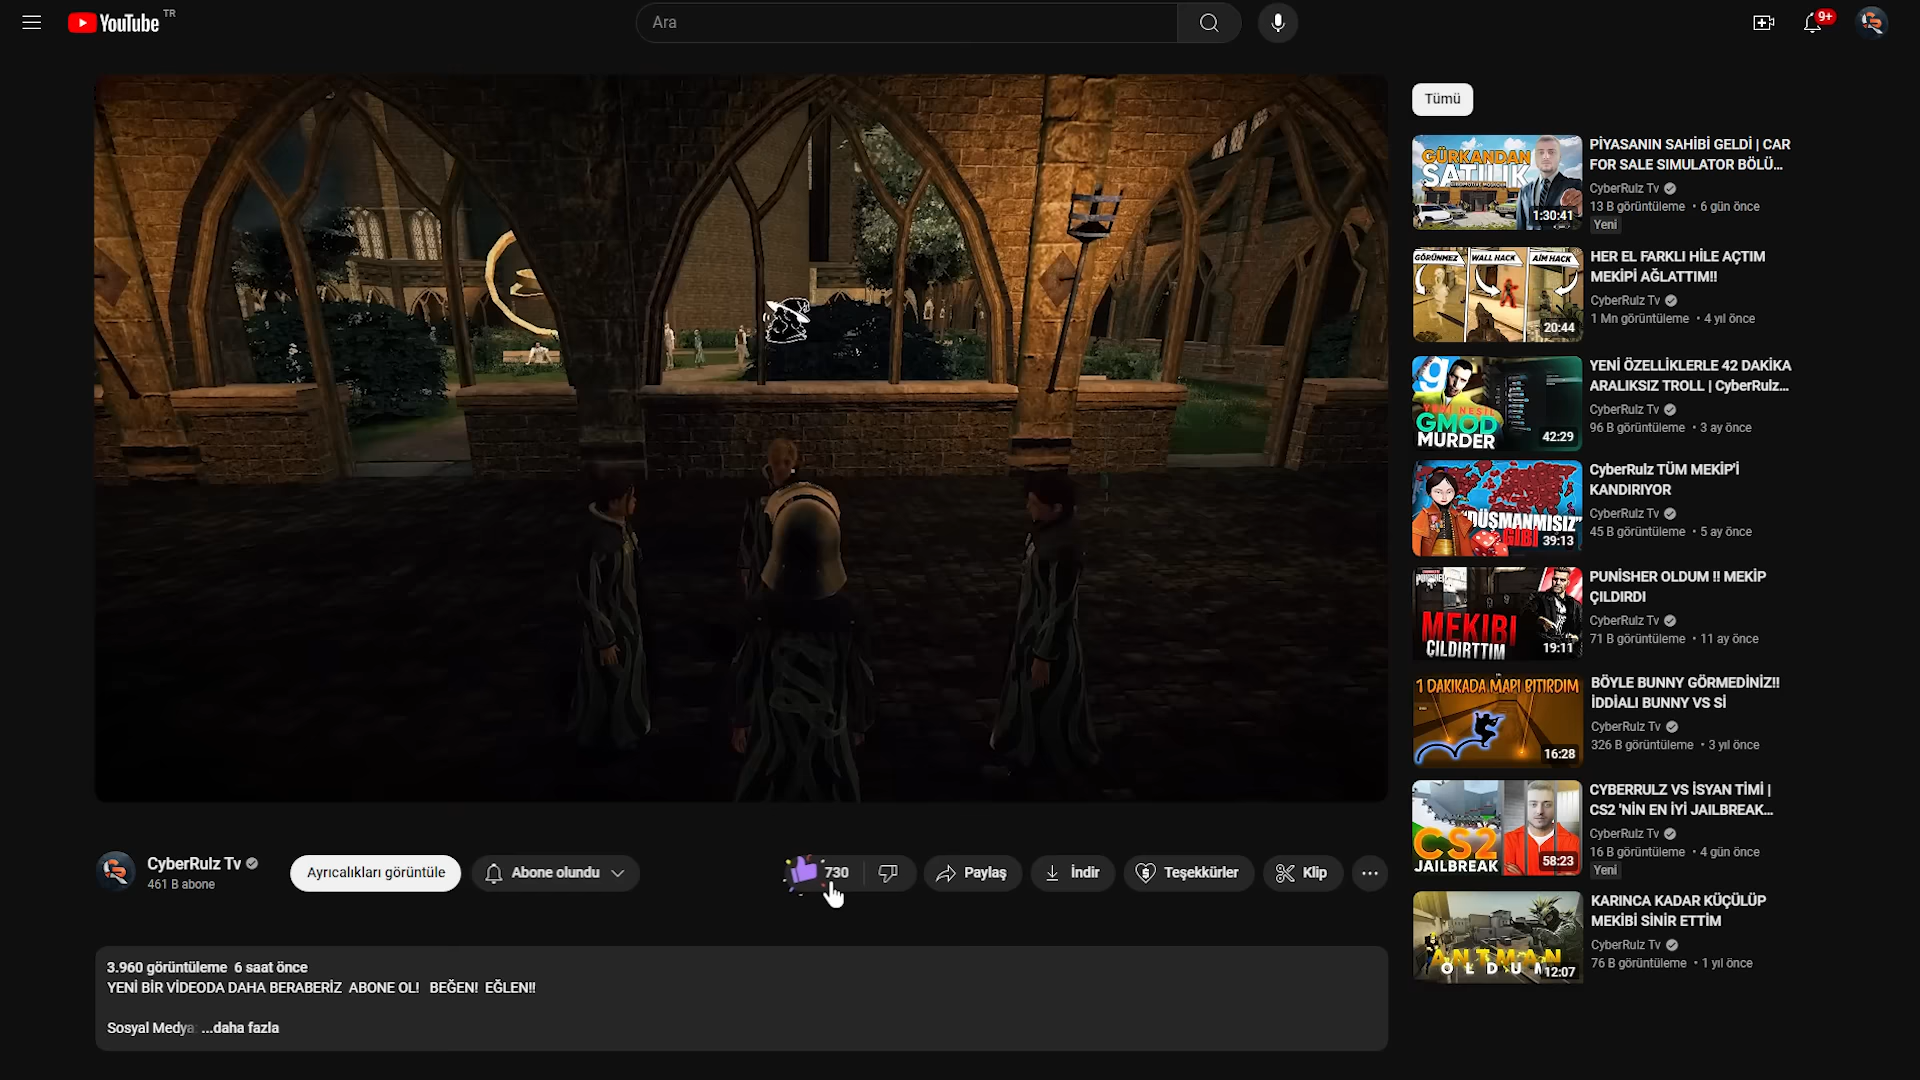 YouTube TR
Ara
9+
Tümü
GÜRKANDAN
SATILIK
1:30:41
PİYASANIN SAHİBİ GELDİ | CAR
FOR SALE SIMULATOR BÖLÜ...
CyberRulz Tv
13 B görüntüleme • 6 gün önce
Yeni
GÖRÜNMEZ WALL HACK AIM HACK
20:44
HER EL FARKLI HİLE AÇTIM
MEKİPİ AĞLATTIM!!
CyberRulz Tv
1 Mn görüntüleme • 4 yıl önce
YENİ NESİL
GMOD
MURDER
42:29
YENİ ÖZELLİKLERLE 42 DAKİKA
ARALIKSIZ TROLL | CyberRulz...
CyberRulz Tv
96 B görüntüleme • 3 ay önce
"DÜŞMANMISIZ"
GIBI
39:13
CyberRulz TÜM MEKİP'İ
KANDIRIYOR
CyberRulz Tv
45 B görüntüleme • 5 ay önce
MEKIBI
ÇILDIRTTIM
19:11
PUNİSHER OLDUM !! MEKİP
ÇILDIRDI
CyberRulz Tv
71 B görüntüleme • 11 ay önce
1 DAKIKADA MAPI BITIRDIM
16:28
BÖYLE BUNNY GÖRMEDİNİZ!!
İDDİALI BUNNY VS Sİ
CyberRulz Tv
326 B görüntüleme • 3 yıl önce
CS2
JAILBREAK
58:23
CYBERRULZ VS İSYAN TİMİ |
CS2 'NİN EN İYİ JAILBREAK...
CyberRulz Tv
16 B görüntüleme • 4 gün önce
Yeni
ANTMAN
OLDUM
12:07
KARINCA KADAR KÜÇÜLÜP
MEKİBİ SİNİR ETTİM
CyberRulz Tv
76 B görüntüleme • 1 yıl önce
CyberRulz Tv
461 B abone
Ayrıcalıkları görüntüle
Abone olundu
730
Paylaş
İndir
Teşekkürler
Klip
3.960 görüntüleme 6 saat önce
YENİ BİR VİDEODA DAHA BERABERİZ ABONE OL! BEĞEN! EĞLEN!!
Sosyal Medya ...daha fazla